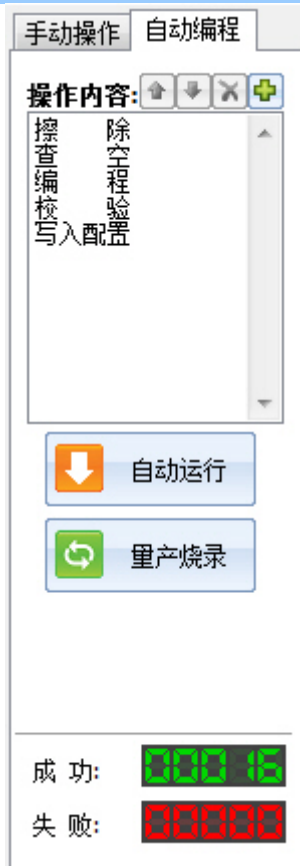 手动操作 自动编程
操作内容:
擦 除
查 空
编 程
校 验
写入配置
自动运行
量产烧录
成 功: 00016
失 败: 00000